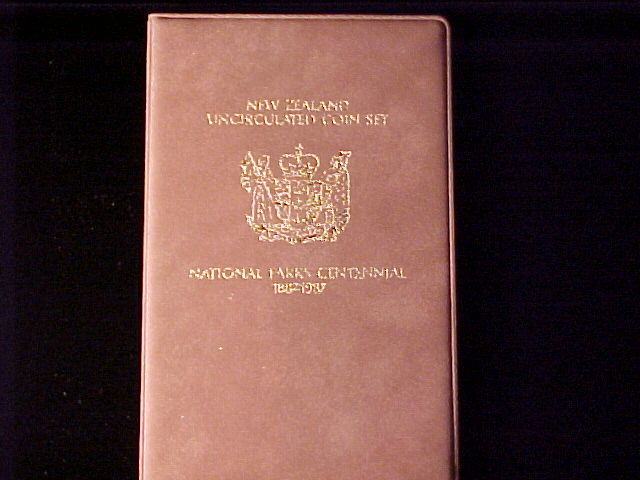 NEW ZEALAND
UNCIRCULATED COIN SET
NATIONAL PARKS CENTENNIAL
1887-1987